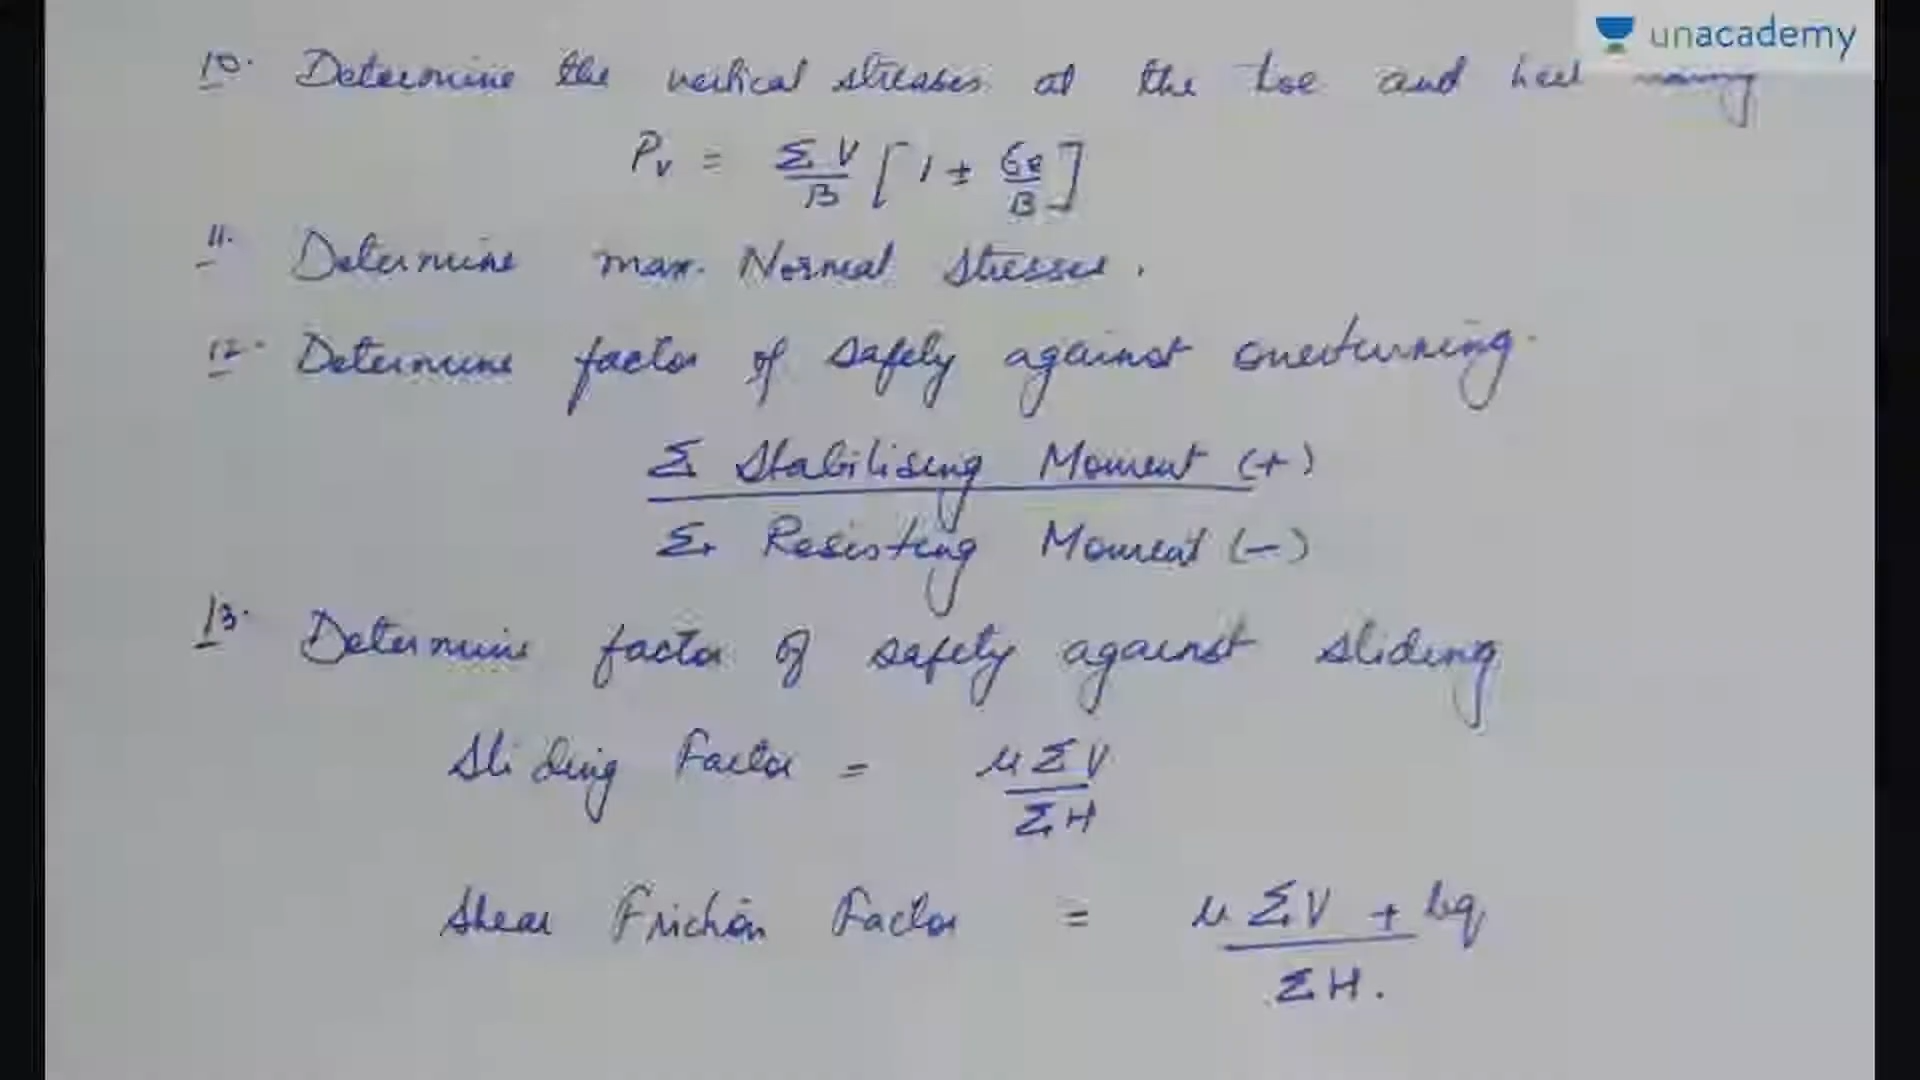 unacademy
10. Determine the vertical stresses at the toe and heel
Pv = ΣV/B [1 ± 6e/B]
11. Determine max. Normal stresses.
12. Determine factor of safety against overturning.
Σ Stabilising Moment (+)
Σ Resisting Moment (-)
13. Determine factor of safety against sliding
Sliding Factor = μΣV/ΣH
Shear Friction Factor = μΣV + bq/ΣH.